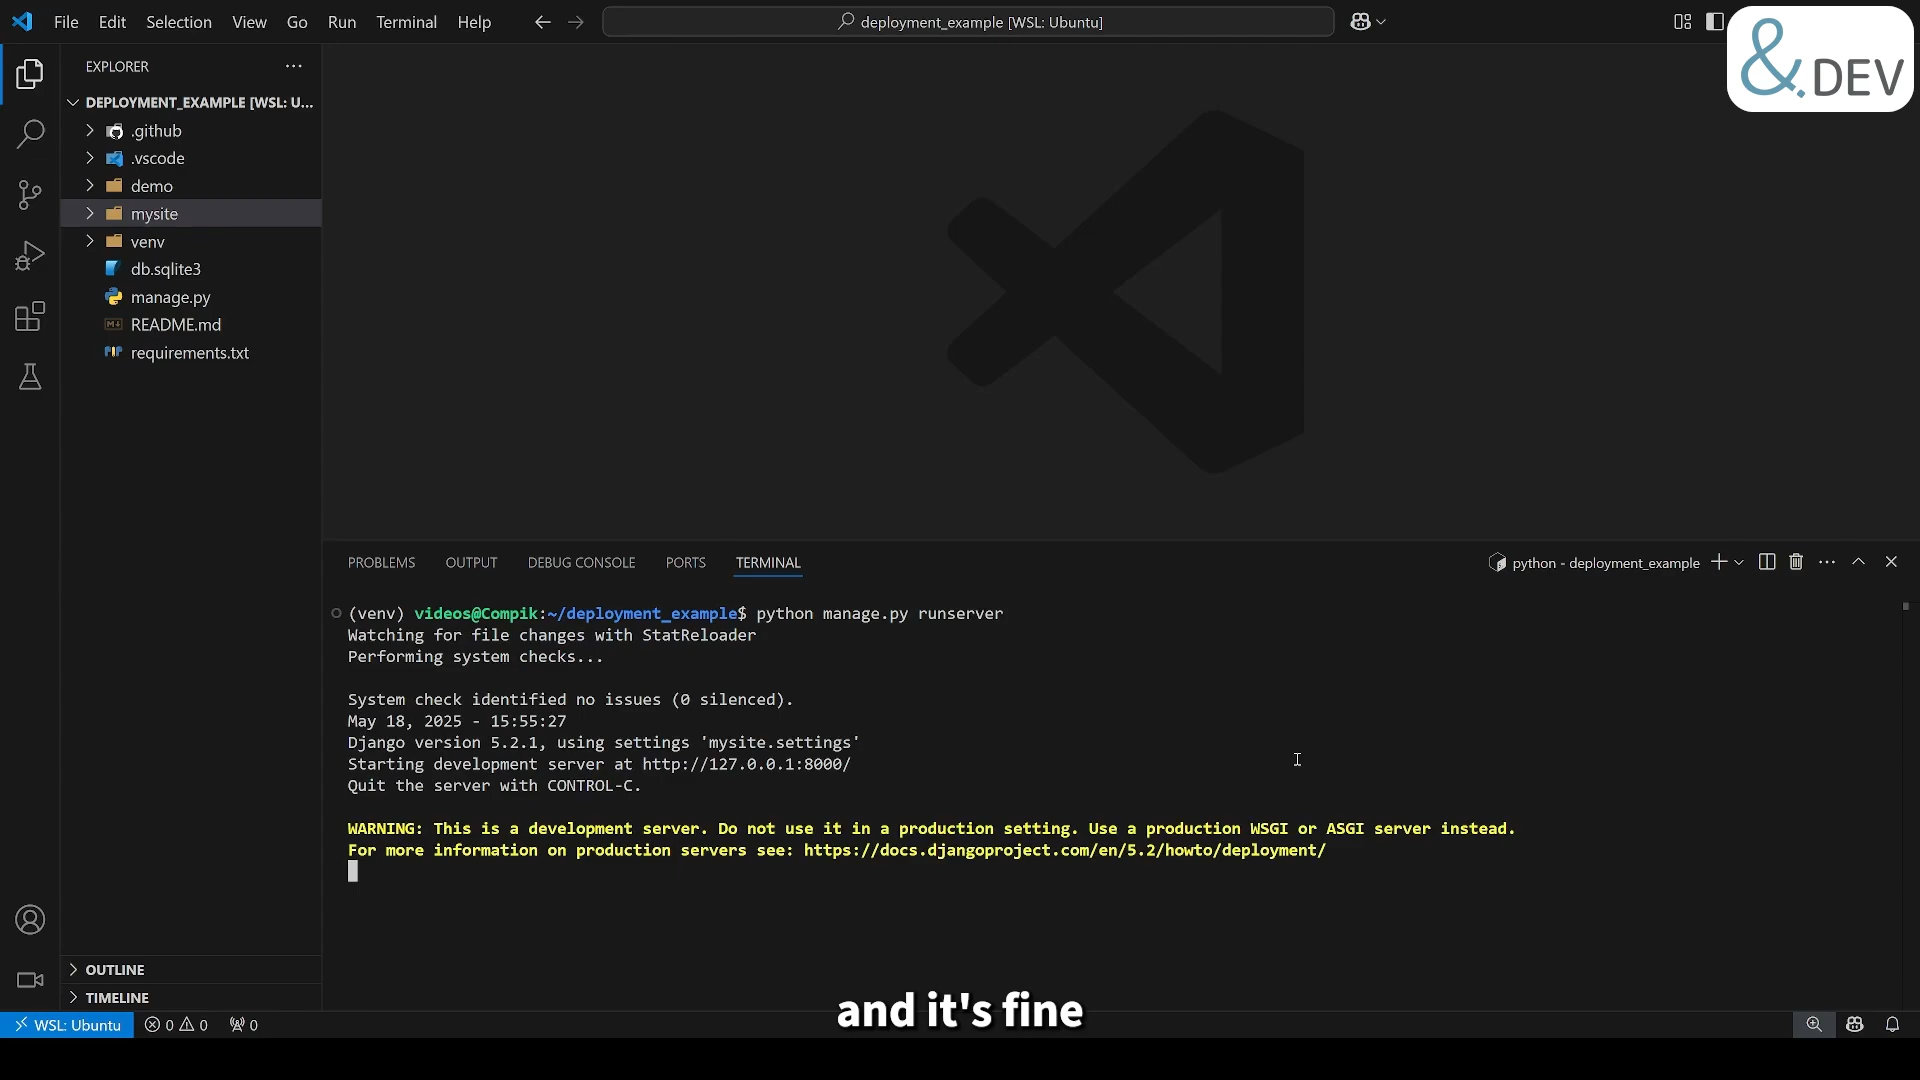 File Edit Selection View Go Run Terminal Help
deployment_example [WSL: Ubuntu]
&.DEV
EXPLORER
DEPLOYMENT_EXAMPLE [WSL: U...
.github
.vscode
demo
mysite
venv
db.sqlite3
manage.py
README.md
requirements.txt
PROBLEMS OUTPUT DEBUG CONSOLE PORTS TERMINAL
python - deployment_example
(venv) videos@Compik:~/deployment_example$ python manage.py runserver
Watching for file changes with StatReloader
Performing system checks...
System check identified no issues (0 silenced).
May 18, 2025 - 15:55:27
Django version 5.2.1, using settings 'mysite.settings'
Starting development server at http://127.0.0.1:8000/
Quit the server with CONTROL-C.
WARNING: This is a development server. Do not use it in a production setting. Use a production WSGI or ASGI server instead.
For more information on production servers see: https://docs.djangoproject.com/en/5.2/howto/deployment/
OUTLINE
TIMELINE
and it's fine
WSL: Ubuntu 0 0 0